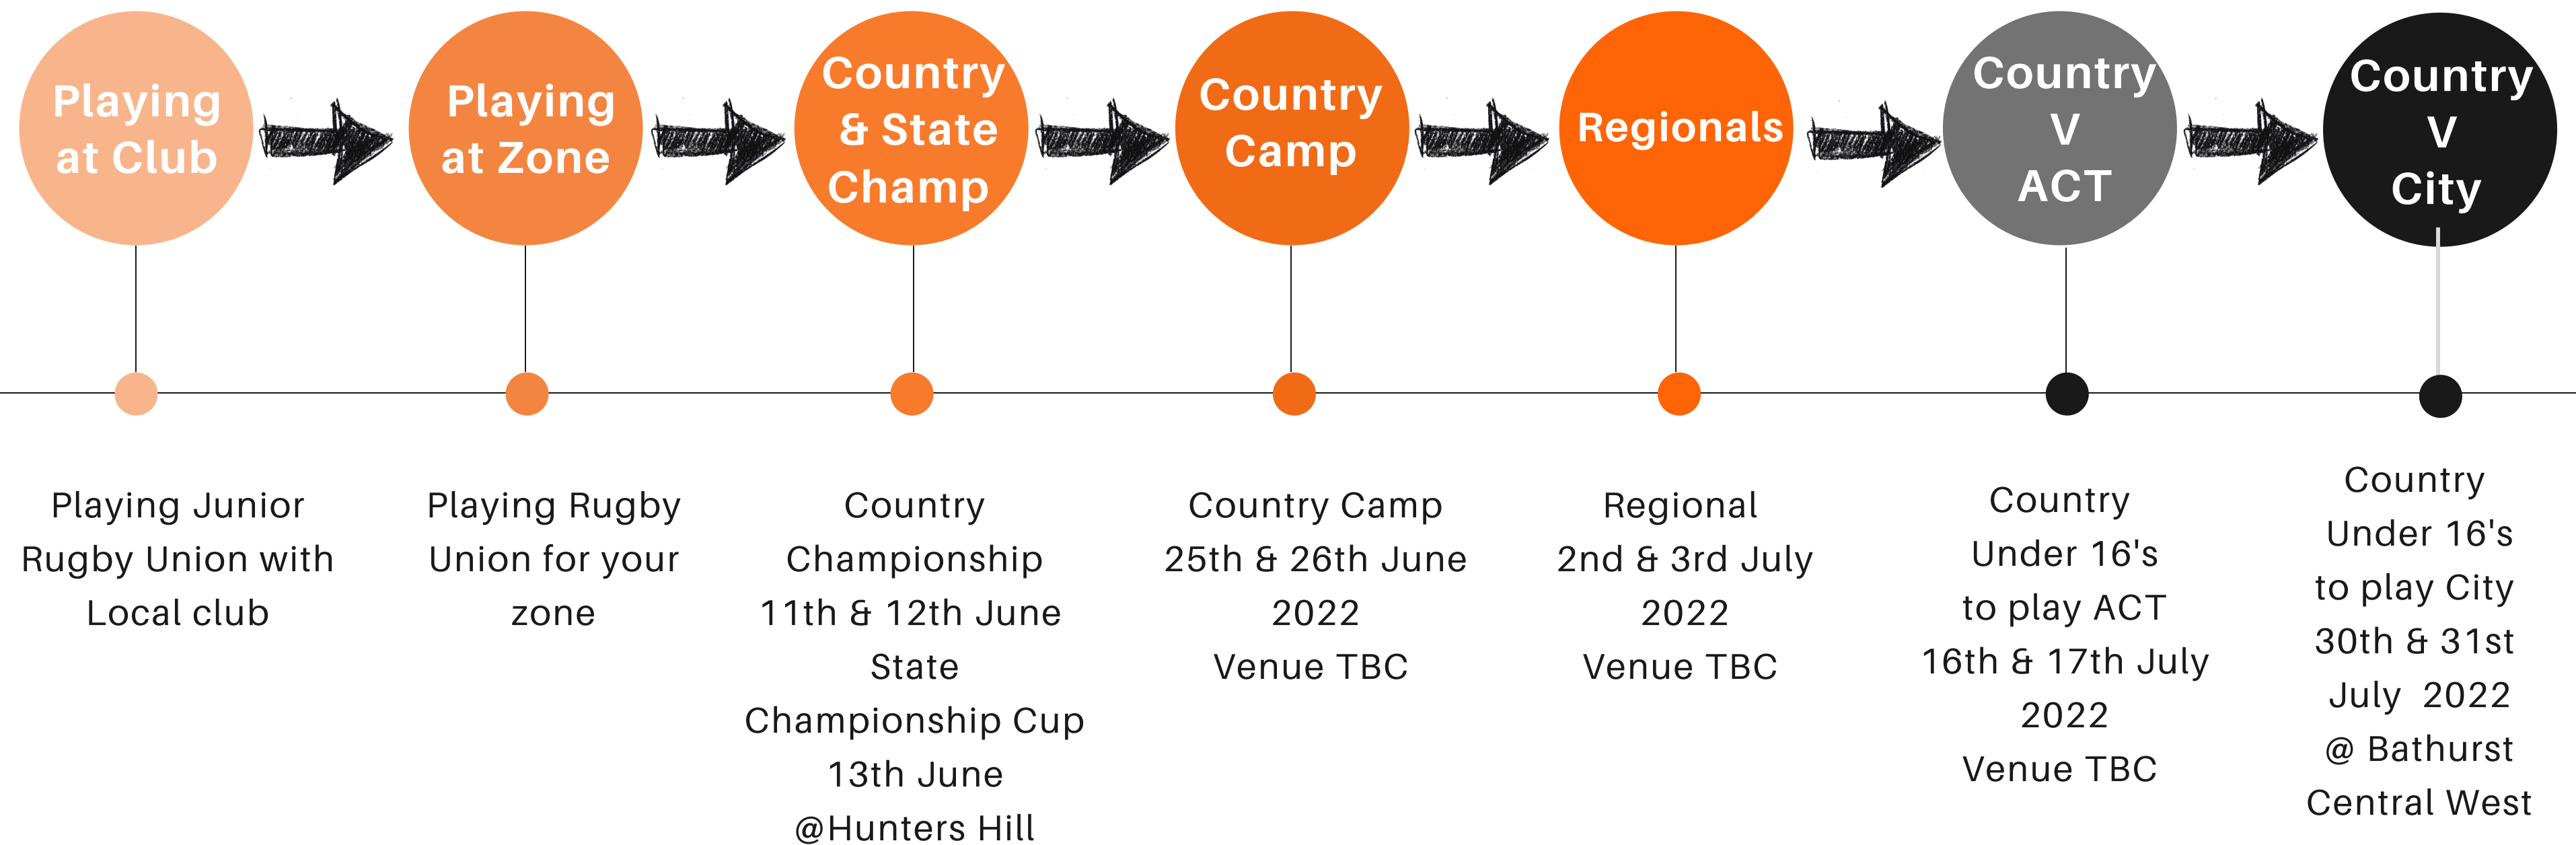 Playing
at Club
Playing
at Zone
Country
& State
Champ
Country
Camp
Regionals
Country
V
ACT
Country
V
City
Playing Junior
Rugby Union with
Local club
Playing Rugby
Union for your
zone
Country
Championship
11th & 12th June
State
Championship Cup
13th June
@Hunters Hill
Country Camp
25th & 26th June
2022
Venue TBC
Regional
2nd & 3rd July
2022
Venue TBC
Country
Under 16's
to play ACT
16th & 17th July
2022
Venue TBC
Country
Under 16's
to play City
30th & 31st
July 2022
@ Bathurst
Central West